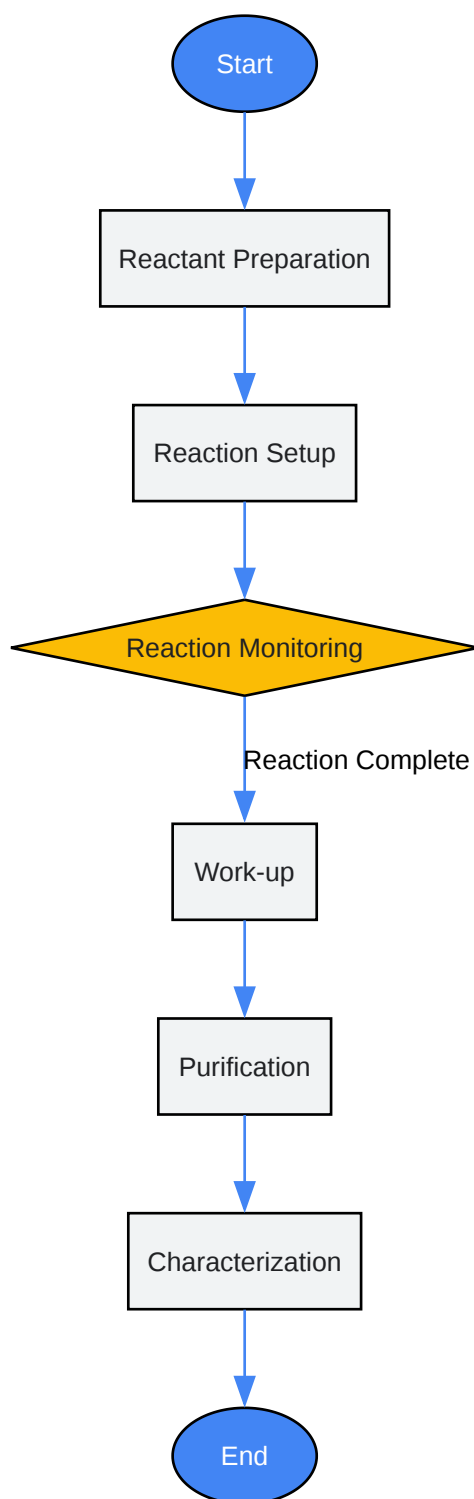 Start
Reactant Preparation
Reaction Setup
Reaction Monitoring
Reaction Complete
Work-up
Purification
Characterization
End